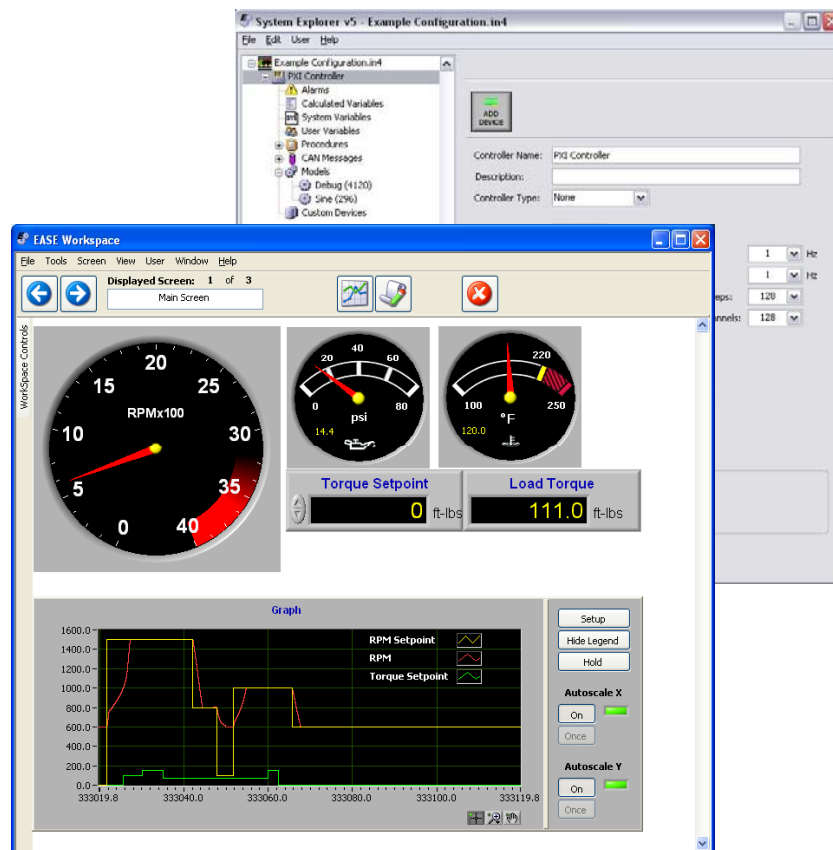 System Explorer v5 - Example Configuration.in4
File Edit User Help
Example Configuration.in4
PXI Controller
Alarms
Calculated Variables
System Variables
User Variables
Procedures
CAN Messages
Models
Debug (4120)
Sine (296)
Custom Devices
ADD DEVICE
Controller Name: PXI Controller
Description:
Controller Type: None
1 Hz
1 Hz
eps: 128
nnels: 128
EASE Workspace
File Tools Screen View User Window Help
Displayed Screen: 1 of 3
Main Screen
WorkSpace Controls
0 5 10 15 20 25 30 35 40
RPMx100
0 20 40 60 80
psi
14.4
100 220 250
°F
120.0
Torque Setpoint
0 ft-lbs
Load Torque
111.0 ft-lbs
Graph
1600.0
1400.0
1200.0
1000.0
800.0
600.0
400.0
200.0
0.0
333019.8 333040.0 333060.0 333080.0 333100.0 333119.8
RPM Setpoint
RPM
Torque Setpoint
Setup
Hide Legend
Hold
Autoscale X
On
Once
Autoscale Y
On
Once